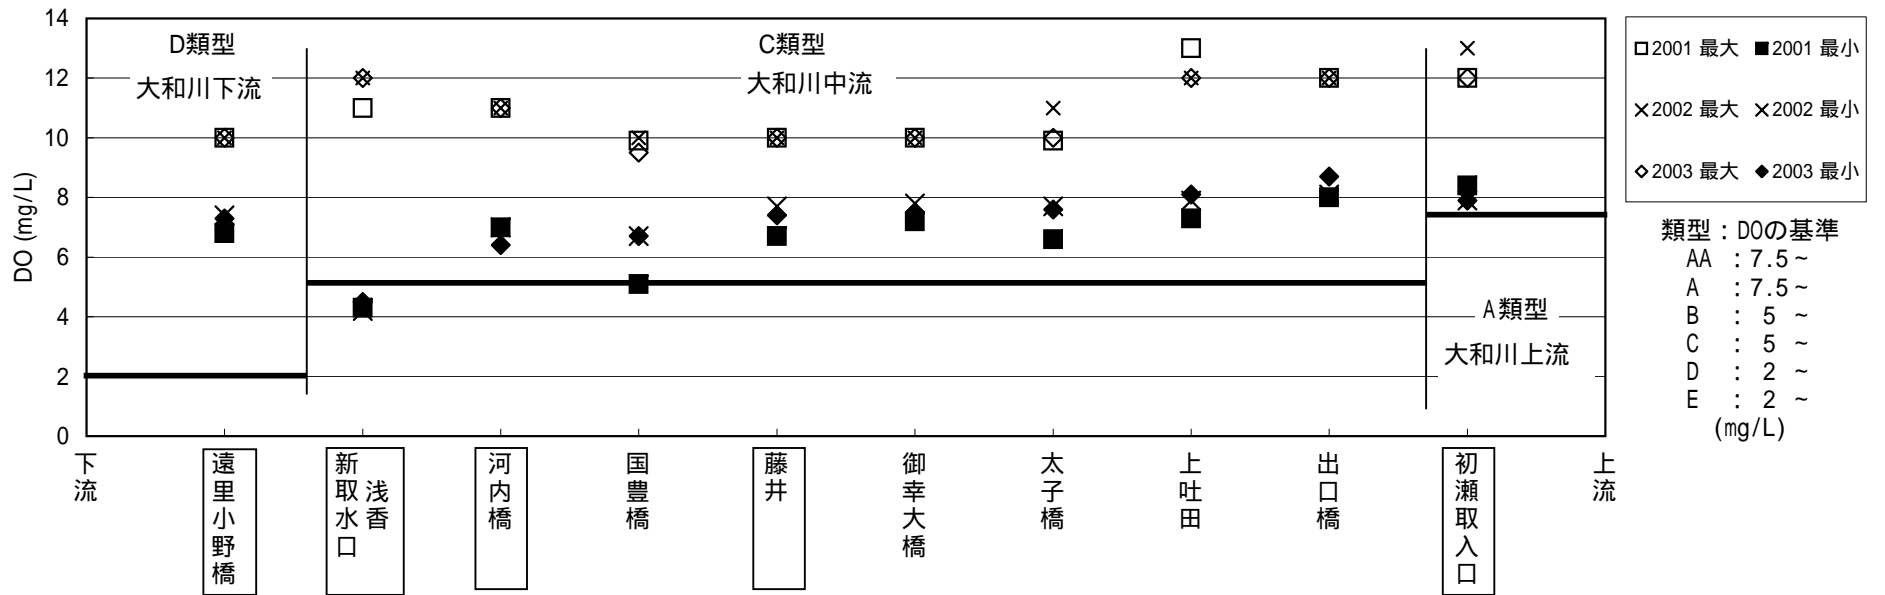 14
12
10
8
6
4
2
0
DO (mg/L)
D類型
大和川下流
C類型
大和川中流
A類型
大和川上流
下流
遠里小野橋
浅香
新取水口
河内橋
国豊橋
藤井
御幸大橋
太子橋
上吐田
出口橋
初瀬取入口
上流
2001 最大 2001 最小
2002 最大 2002 最小
2003 最大 2003 最小
類型：DOの基準
AA ：7.5～
A ：7.5～
B ： 5 ～
C ： 5 ～
D ： 2 ～
E ： 2 ～
(mg/L)